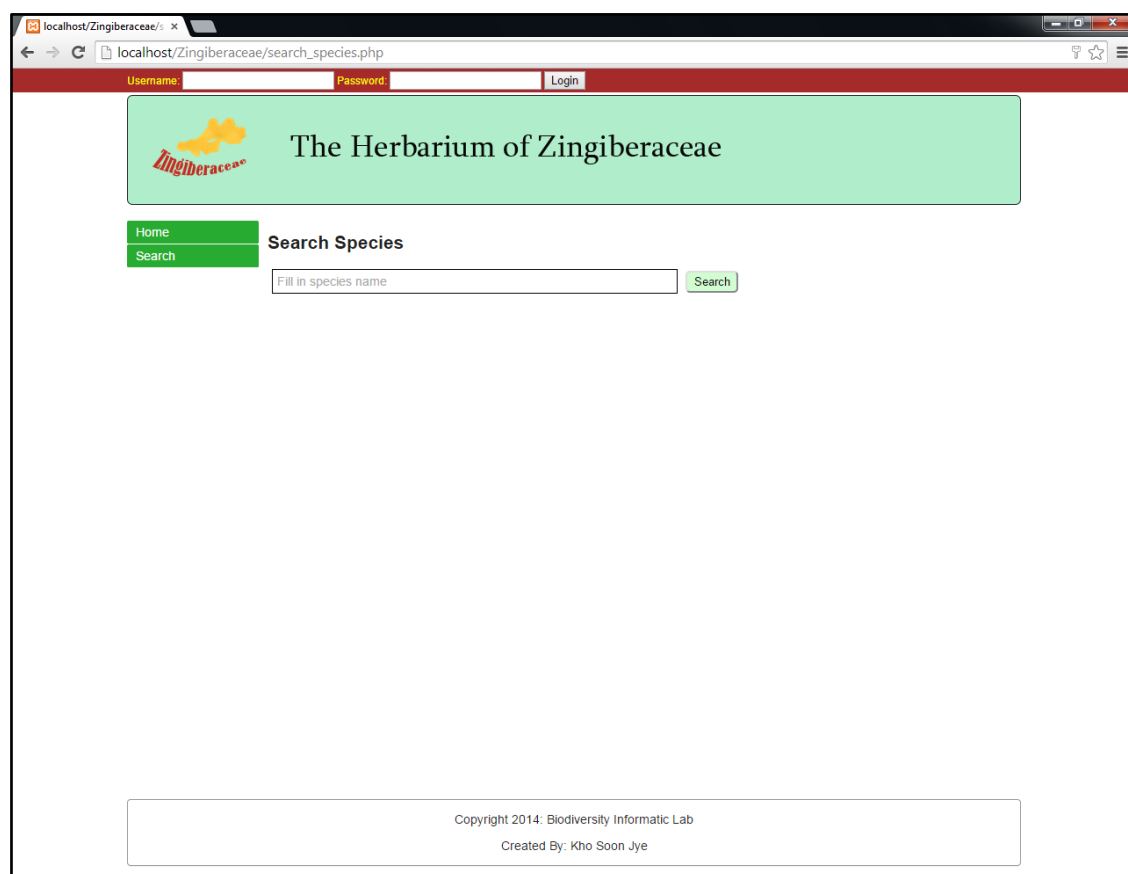 localhost/Zingiberaceae/s
localhost/Zingiberaceae/search_species.php
Username: Password: Login
Zingiberaceae
The Herbarium of Zingiberaceae
Home
Search
Search Species
Fill in species name Search
Copyright 2014: Biodiversity Informatic Lab
Created By: Kho Soon Jye